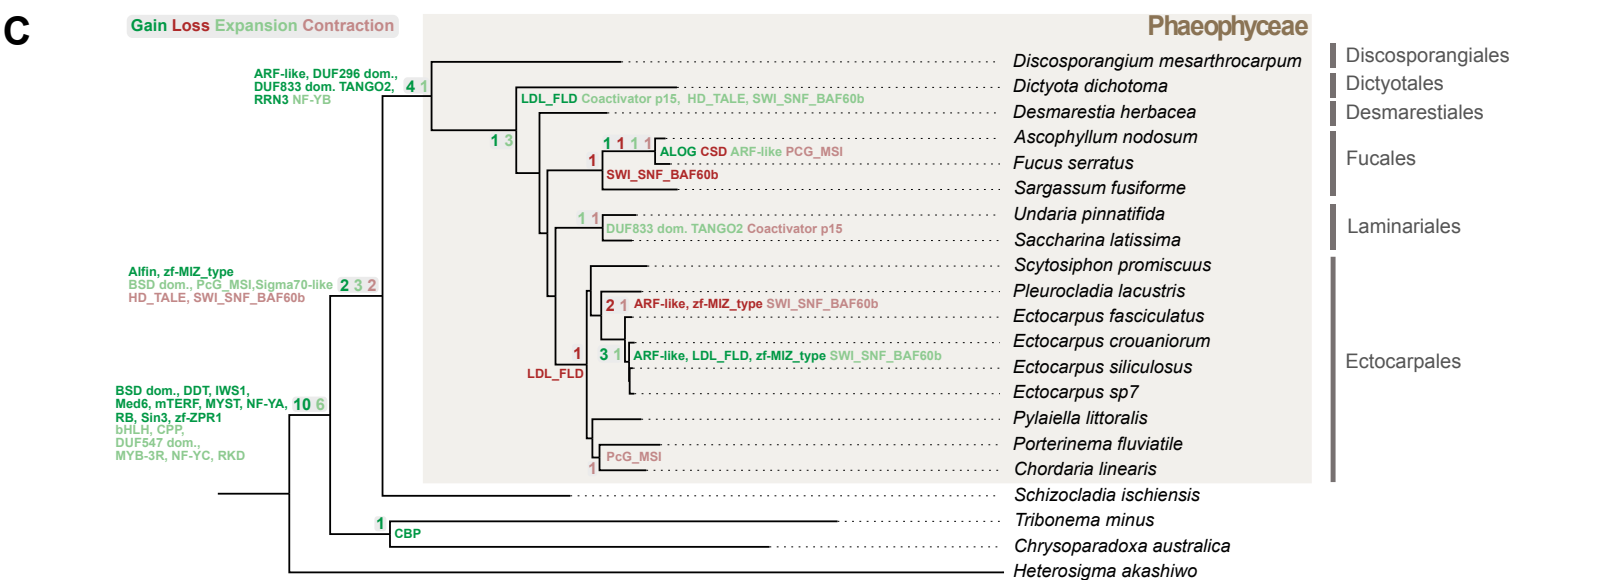 C
Gain Loss Expansion Contraction
Phaeophyceae
Discosporangium mesarthrocarpum
Discosporangiales
ARF-like, DUF296 dom.,
DUF833 dom. TANGO2,
RRN3 NF-YB
4 1
Dictyota dichotoma
Dictyotales
LDL_FLD Coactivator p15, HD_TALE, SWI_SNF_BAF60b
1 3
Desmarestia herbacea
Desmarestiales
Ascophyllum nodosum
1 1 1 1
ALOG CSD ARF-like PCG_MSI
Fucales
1
Fucus serratus
SWI_SNF_BAF60b
Sargassum fusiforme
Undaria pinnatifida
1 1
DUF833 dom. TANGO2 Coactivator p15
Laminariales
Saccharina latissima
Scytosiphon promiscuus
Alfin, zf-MIZ_type
BSD dom., PcG_MSI,Sigma70-like
HD_TALE, SWI_SNF_BAF60b
2 3 2
Pleurocladia lacustris
2 1 ARF-like, zf-MIZ_type SWI_SNF_BAF60b
Ectocarpus fasciculatus
Ectocarpus crouaniorum
3 1 ARF-like, LDL_FLD, zf-MIZ_type SWI_SNF_BAF60b
1
LDL_FLD
Ectocarpales
Ectocarpus siliculosus
Ectocarpus sp7
BSD dom., DDT, IWS1,
Med6, mTERF, MYST, NF-YA,
RB, Sin3, zf-ZPR1
bHLH, CPP,
DUF547 dom.,
MYB-3R, NF-YC, RKD
10 6
Pylaiella littoralis
Porterinema fluviatile
PcG_MSI
1
Chordaria linearis
Schizocladia ischiensis
Tribonema minus
1
CBP
Chrysoparadoxa australica
Heterosigma akashiwo